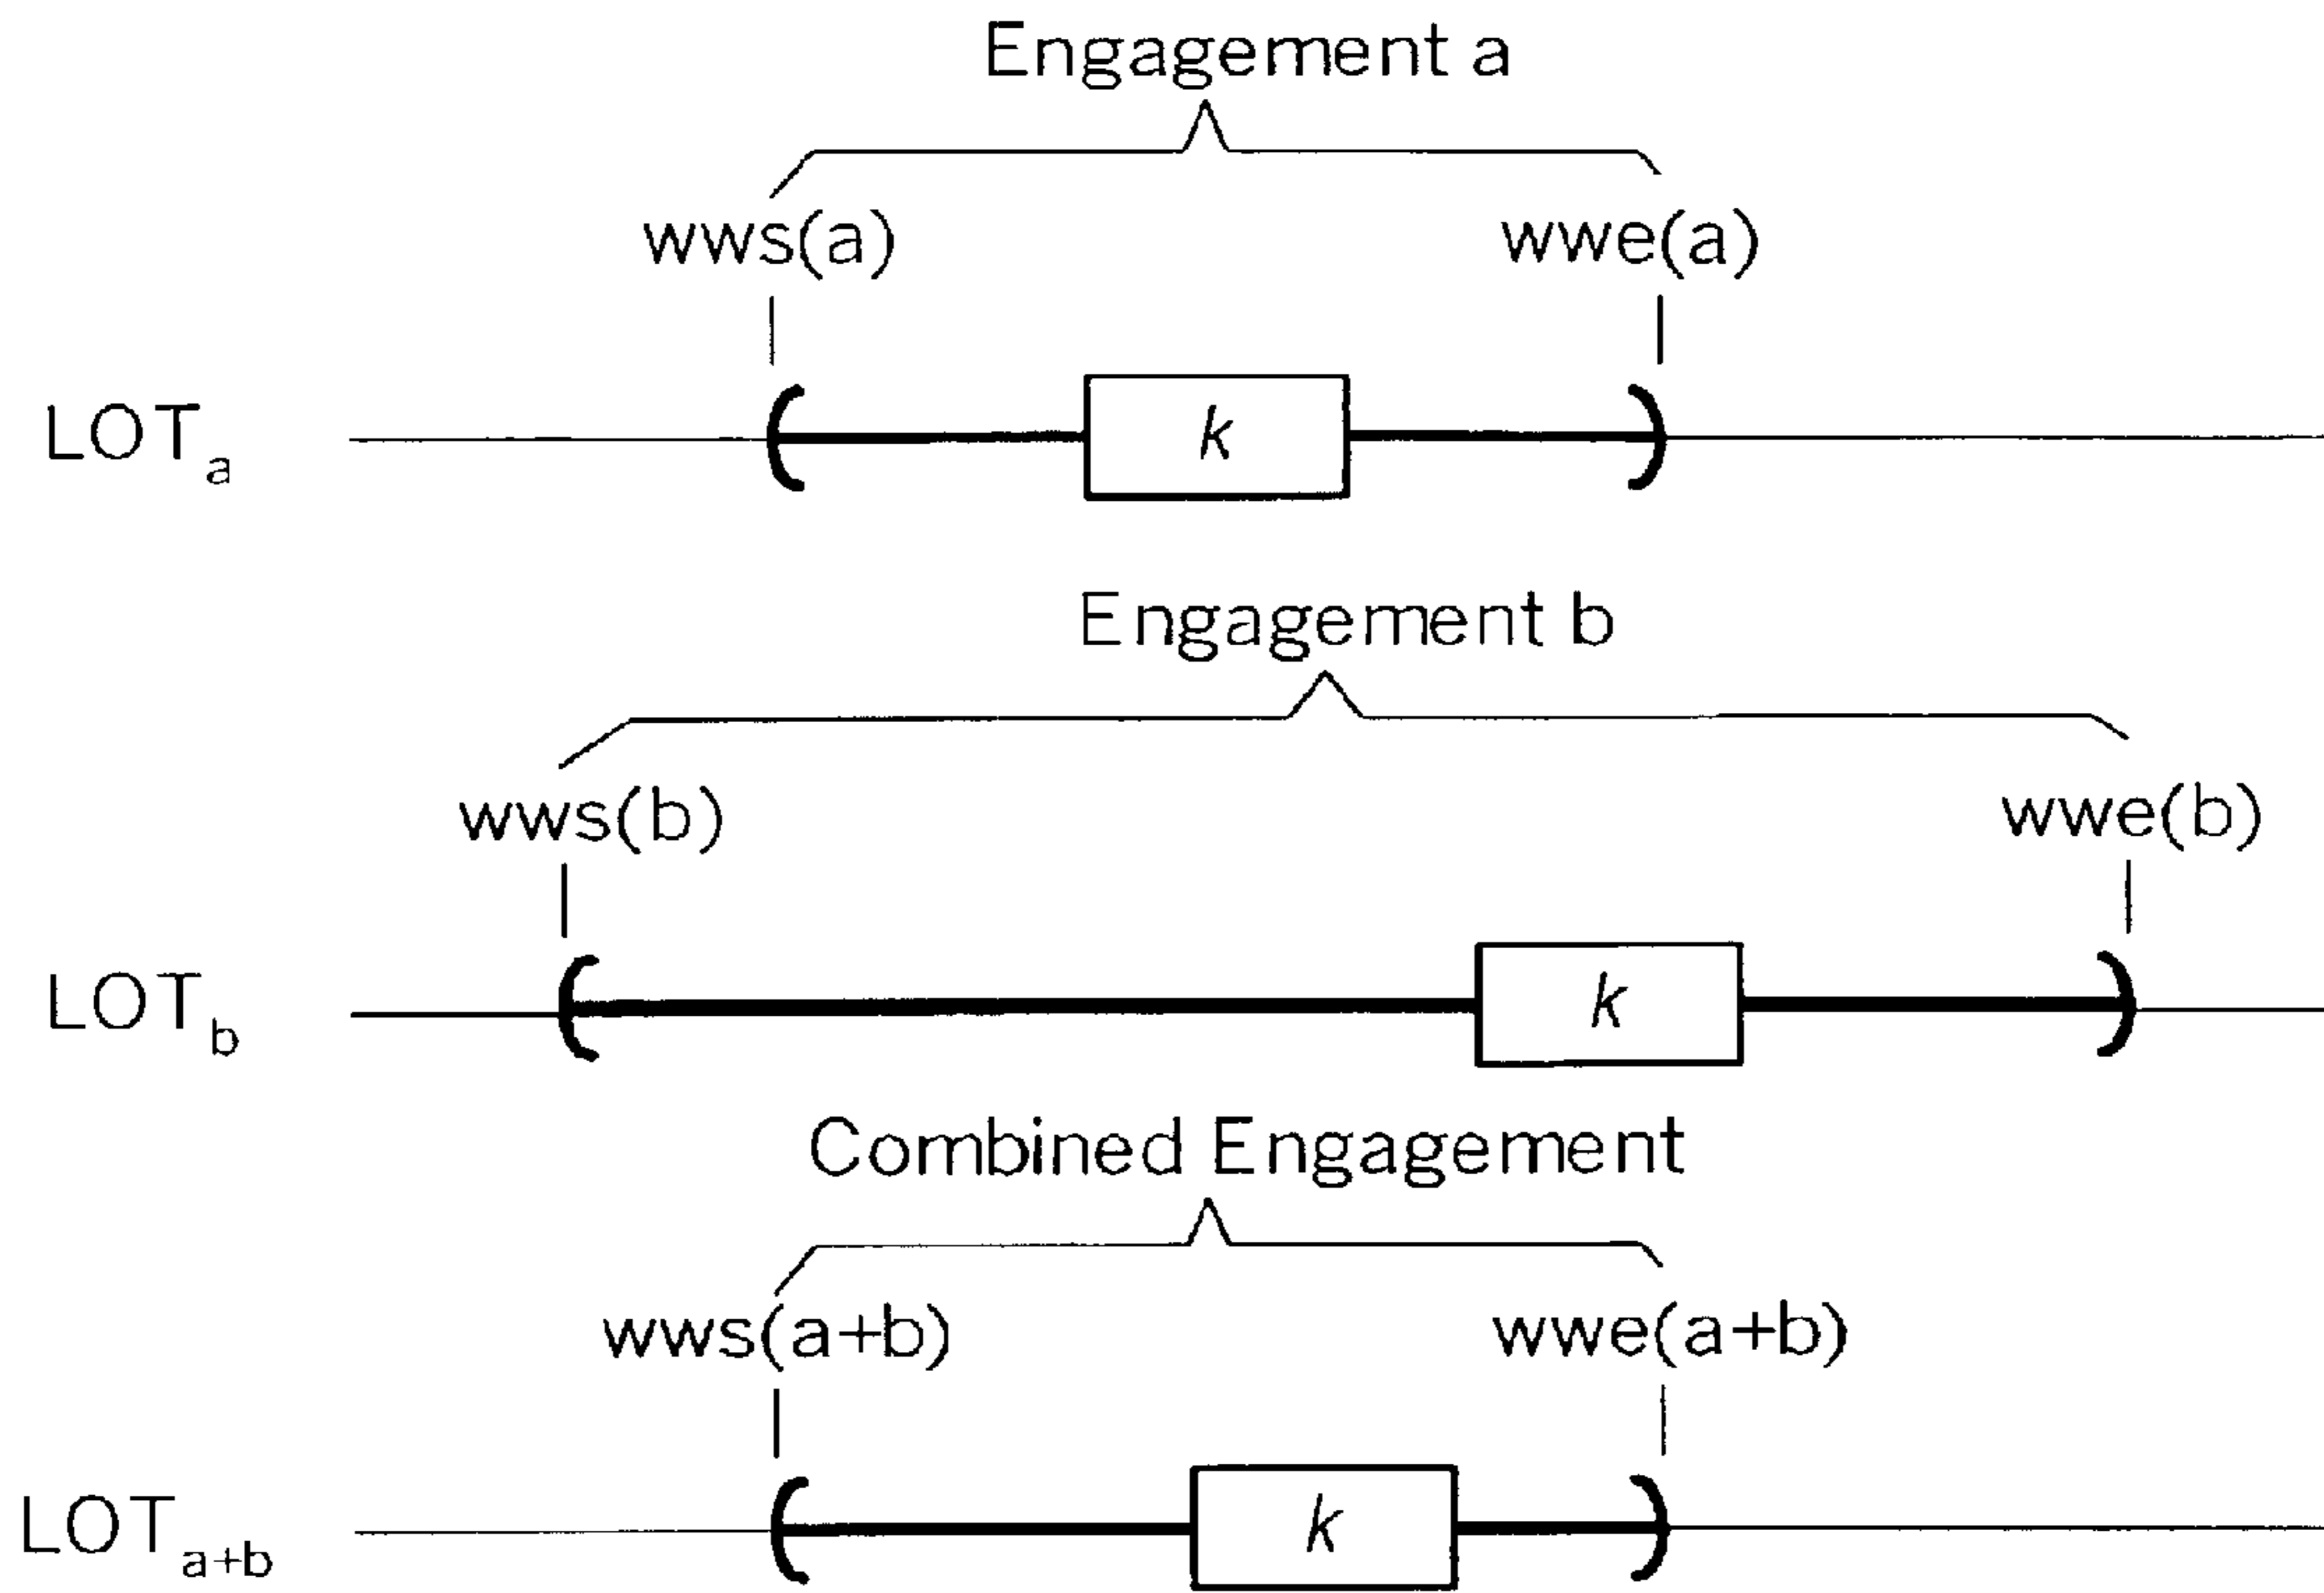 Engagement a
wws(a) wwe(a)
LOTa k
Engagement b
wws(b) wwe(b)
LOTb k
Combined Engagement
wws(a+b) wwe(a+b)
LOTa+b k